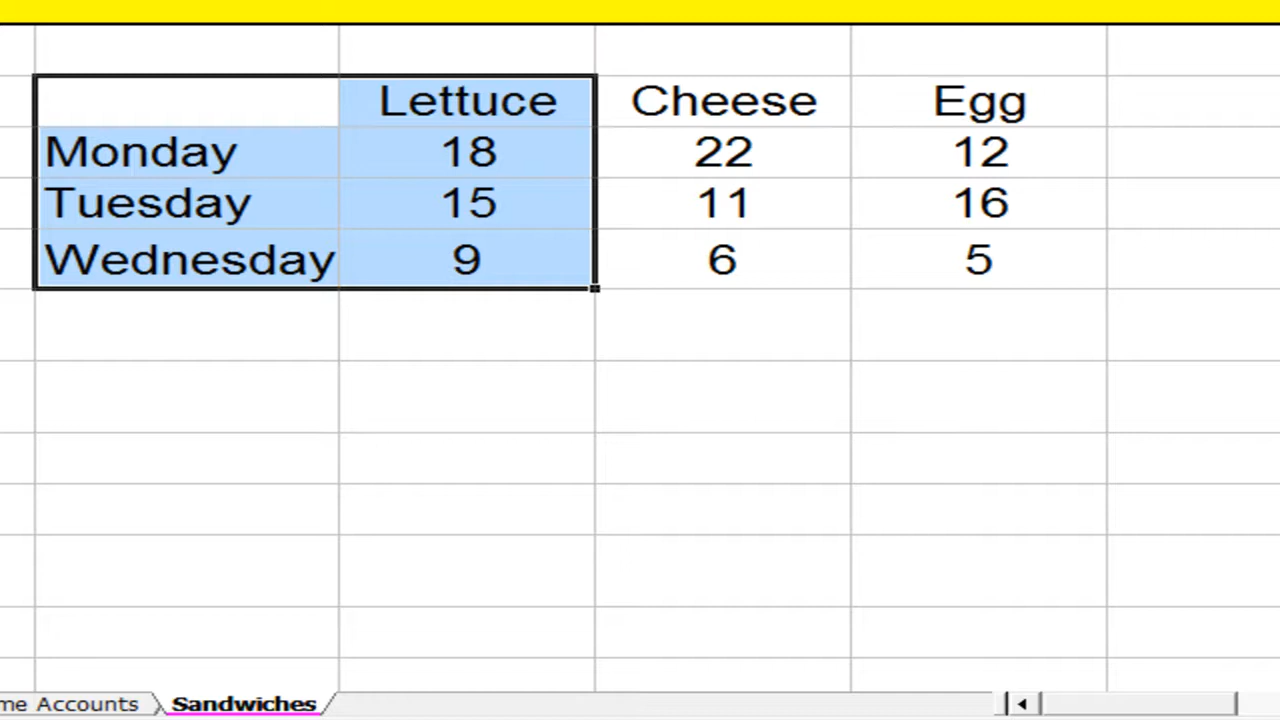 Lettuce Cheese Egg
Monday 18 22 12
Tuesday 15 11 16
Wednesday 9 6 5
me Accounts Sandwiches